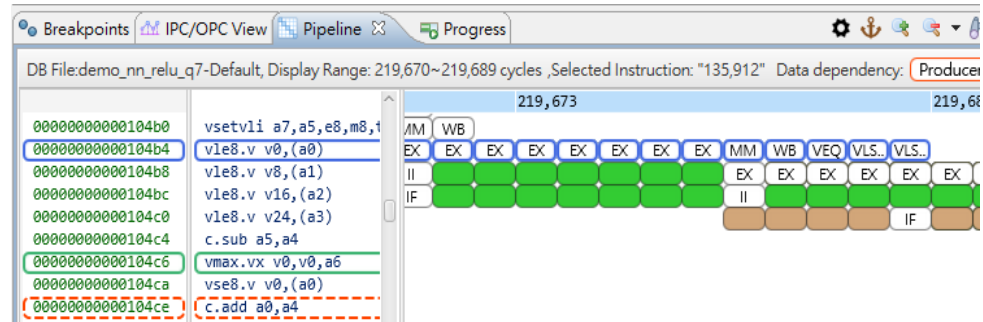 Breakpoints IPC/OPC View Pipeline Progress
DB File:demo_nn_relu_q7-Default, Display Range: 219,670~219,689 cycles ,Selected Instruction: "135,912" Data dependency: Producer
219,673 219,68
00000000000104b0 vsetvli a7,a5,e8,m8,t MM WB
00000000000104b4 vle8.v v0,(a0) EX EX EX EX EX EX EX EX MM WB VEQ VLS.. VLS..
00000000000104b8 vle8.v v8,(a1) II EX EX EX EX EX EX
00000000000104bc vle8.v v16,(a2) IF II
00000000000104c0 vle8.v v24,(a3) IF
00000000000104c4 c.sub a5,a4
00000000000104c6 vmax.vx v0,v0,a6
00000000000104ca vse8.v v0,(a0)
00000000000104ce c.add a0,a4